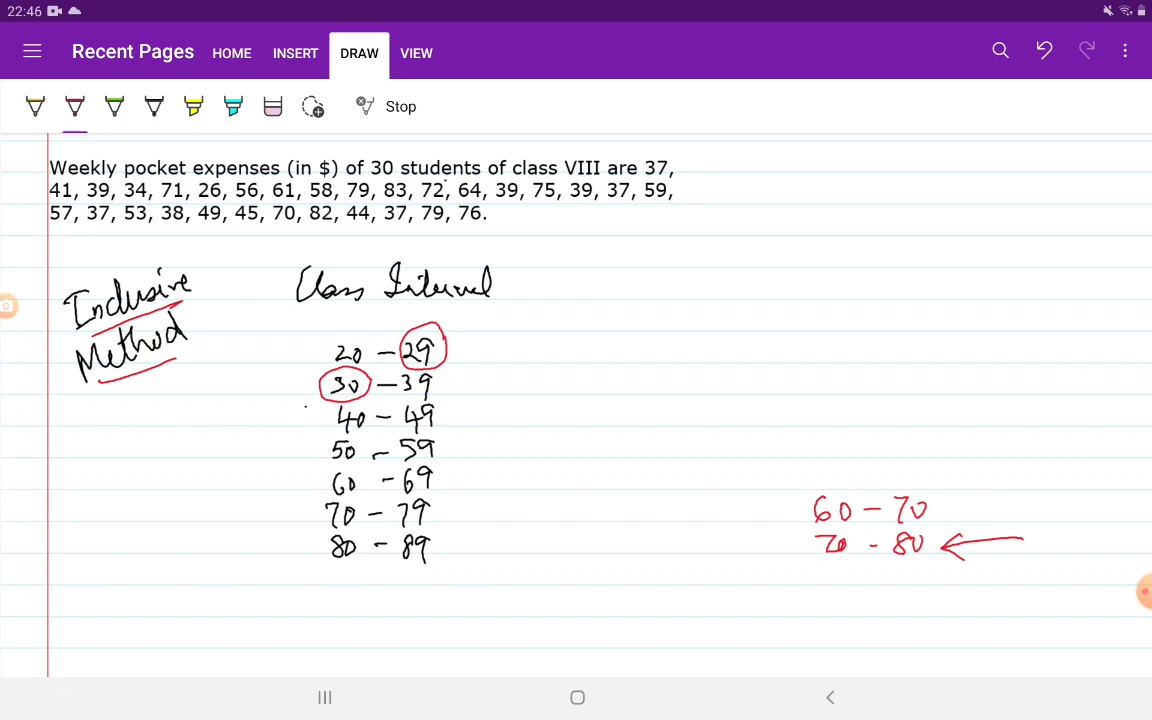 22:46
Recent Pages HOME INSERT DRAW VIEW
Stop
Weekly pocket expenses (in $) of 30 students of class VIII are 37,
41, 39, 34, 71, 26, 56, 61, 58, 79, 83, 72, 64, 39, 75, 39, 37, 59,
57, 37, 53, 38, 49, 45, 70, 82, 44, 37, 79, 76.
Inclusive
Method
Class Interval
20 - 29
30 - 39
40 - 49
50 - 59
60 - 69
70 - 79
80 - 89
60 - 70
70 - 80